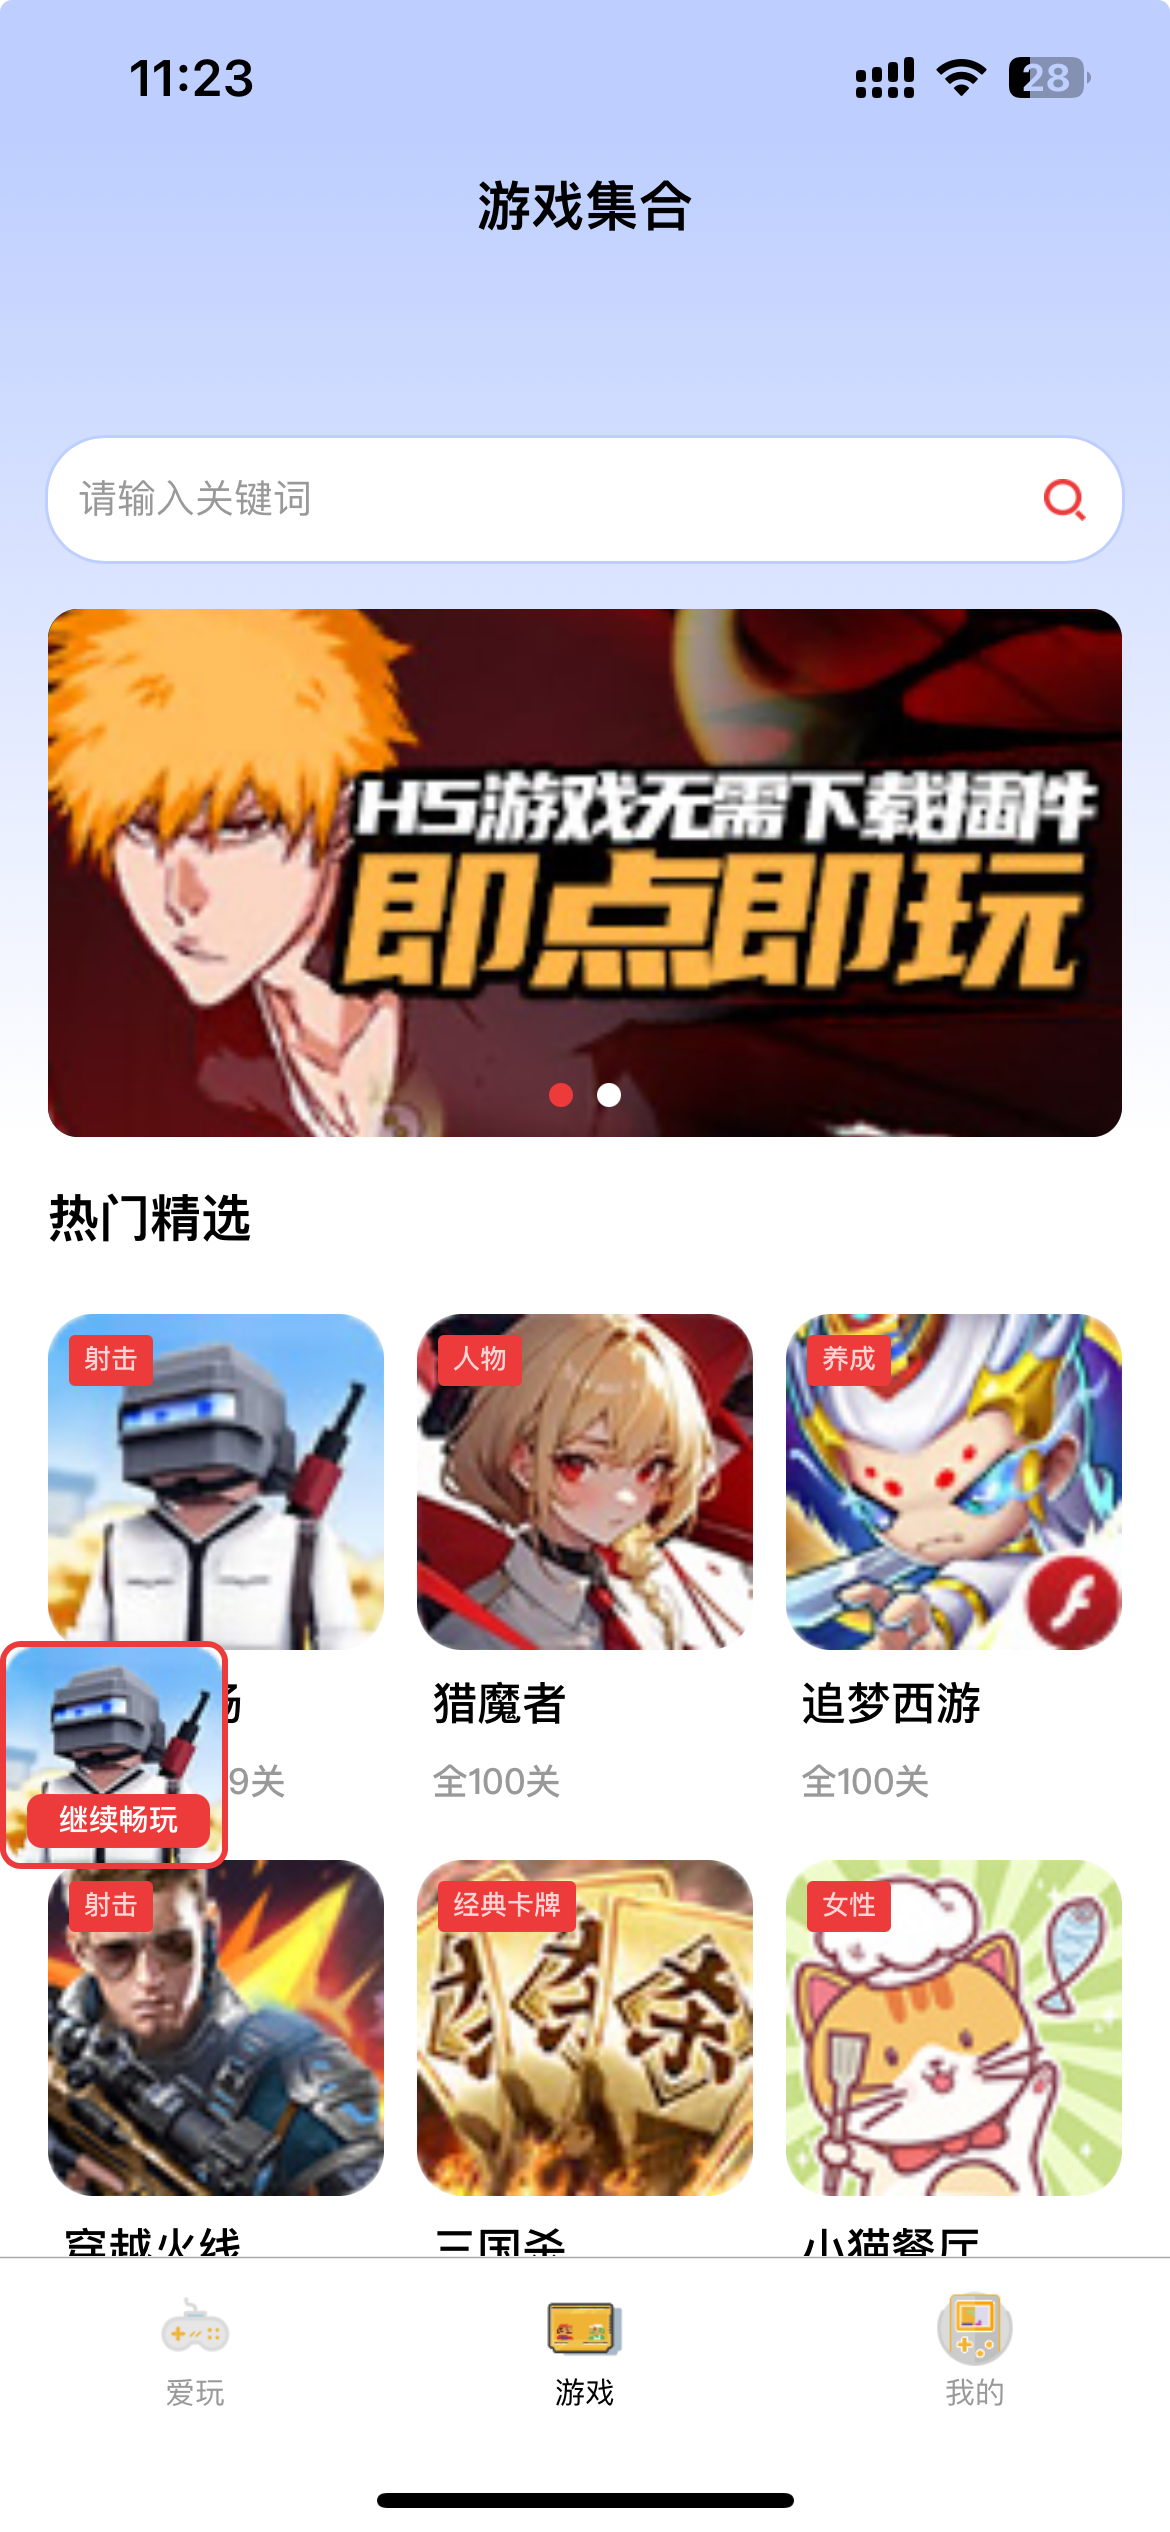 11:23
28
游戏集合
请输入关键词
H5游戏无需下载插件
即点即玩
热门精选
射击
人物
养成
场
猎魔者
追梦西游
9关
全100关
全100关
继续畅玩
射击
经典卡牌
女性
杀
穿越火线
三国杀
小猫餐厅
爱玩
游戏
我的